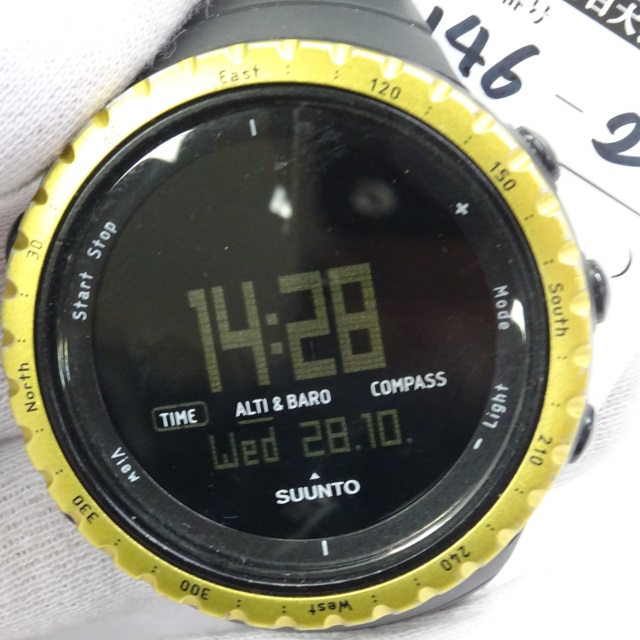 146-2
East
120
150
South
210
240
West
300
330
North
30
Start Stop
+
Mode
- Light
View
14:28
TIME ALTI & BARO COMPASS
Wed 28.10.
SUUNTO